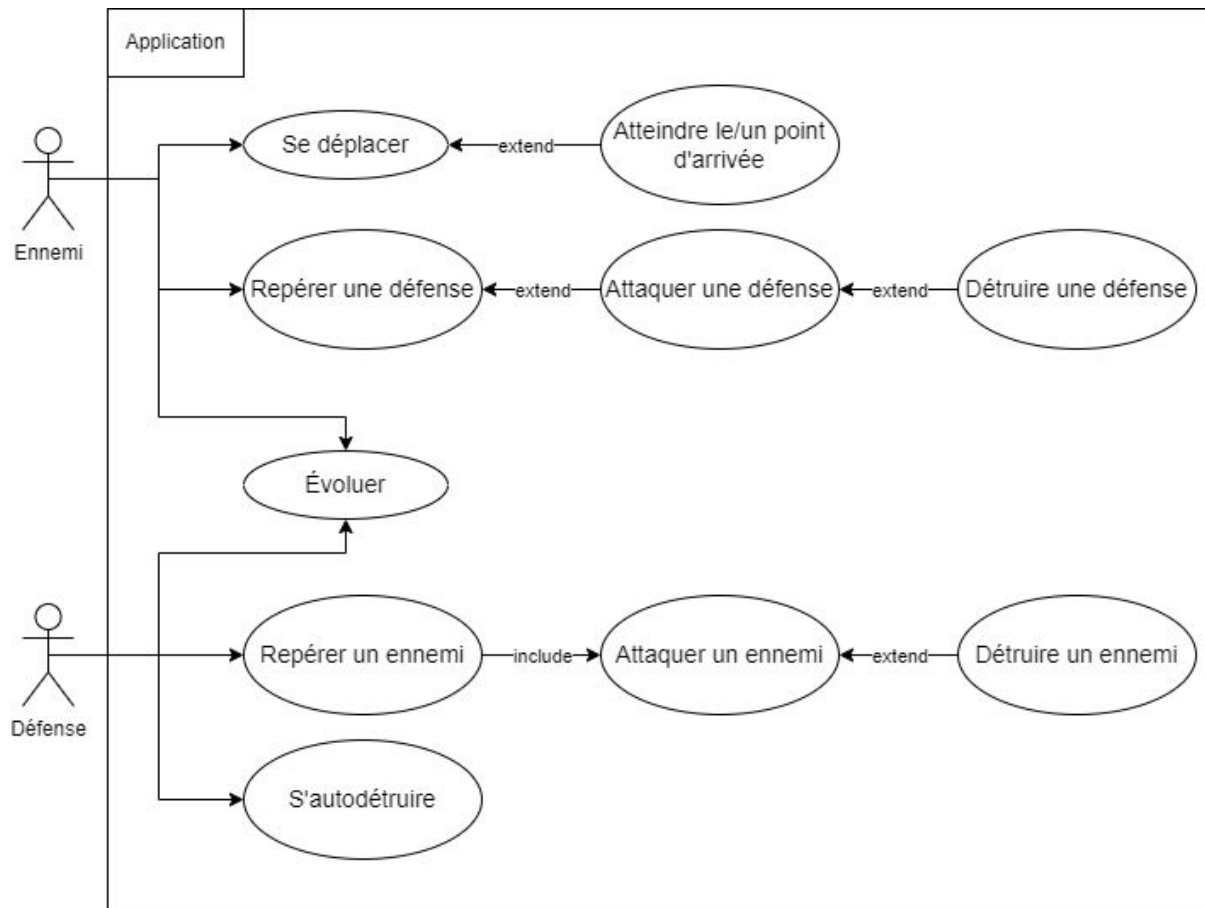 Application
Se déplacer
extend
Atteindre le/un point
d'arrivée
Ennemi
Repérer une défense
extend
Attaquer une défense
extend
Détruire une défense
Évoluer
Repérer un ennemi
include
Attaquer un ennemi
extend
Détruire un ennemi
Défense
S'autodétruire